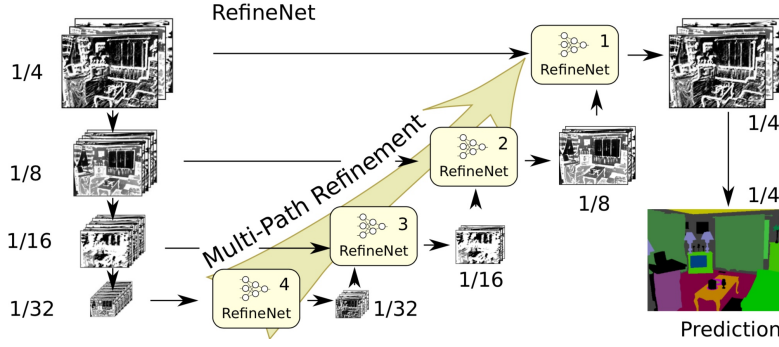 RefineNet
1/4
1
RefineNet
1/4
1/8
Multi-Path Refinement
2
RefineNet
1/8
1/4
1/16
3
RefineNet
1/16
1/32
4
RefineNet
1/32
Prediction